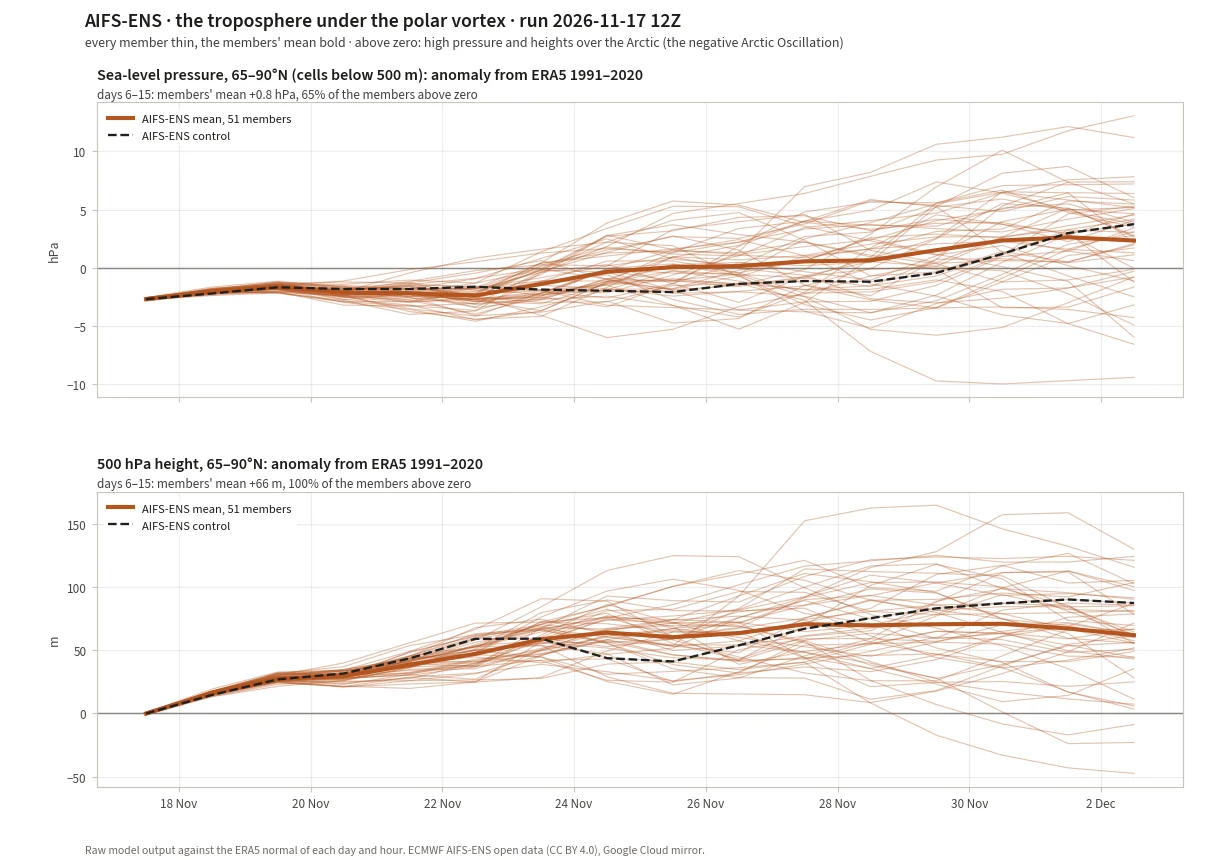 AIFS-ENS · the troposphere under the polar vortex · run 2026-11-17 12Z
every member thin, the members' mean bold · above zero: high pressure and heights over the Arctic (the negative Arctic Oscillation)
Sea-level pressure, 65–90°N (cells below 500 m): anomaly from ERA5 1991–2020
days 6–15: members' mean +0.8 hPa, 65% of the members above zero
AIFS-ENS mean, 51 members
AIFS-ENS control
10
5
0
−5
−10
hPa
500 hPa height, 65–90°N: anomaly from ERA5 1991–2020
days 6–15: members' mean +66 m, 100% of the members above zero
AIFS-ENS mean, 51 members
AIFS-ENS control
150
100
50
0
−50
m
18 Nov 20 Nov 22 Nov 24 Nov 26 Nov 28 Nov 30 Nov 2 Dec
Raw model output against the ERA5 normal of each day and hour. ECMWF AIFS-ENS open data (CC BY 4.0), Google Cloud mirror.